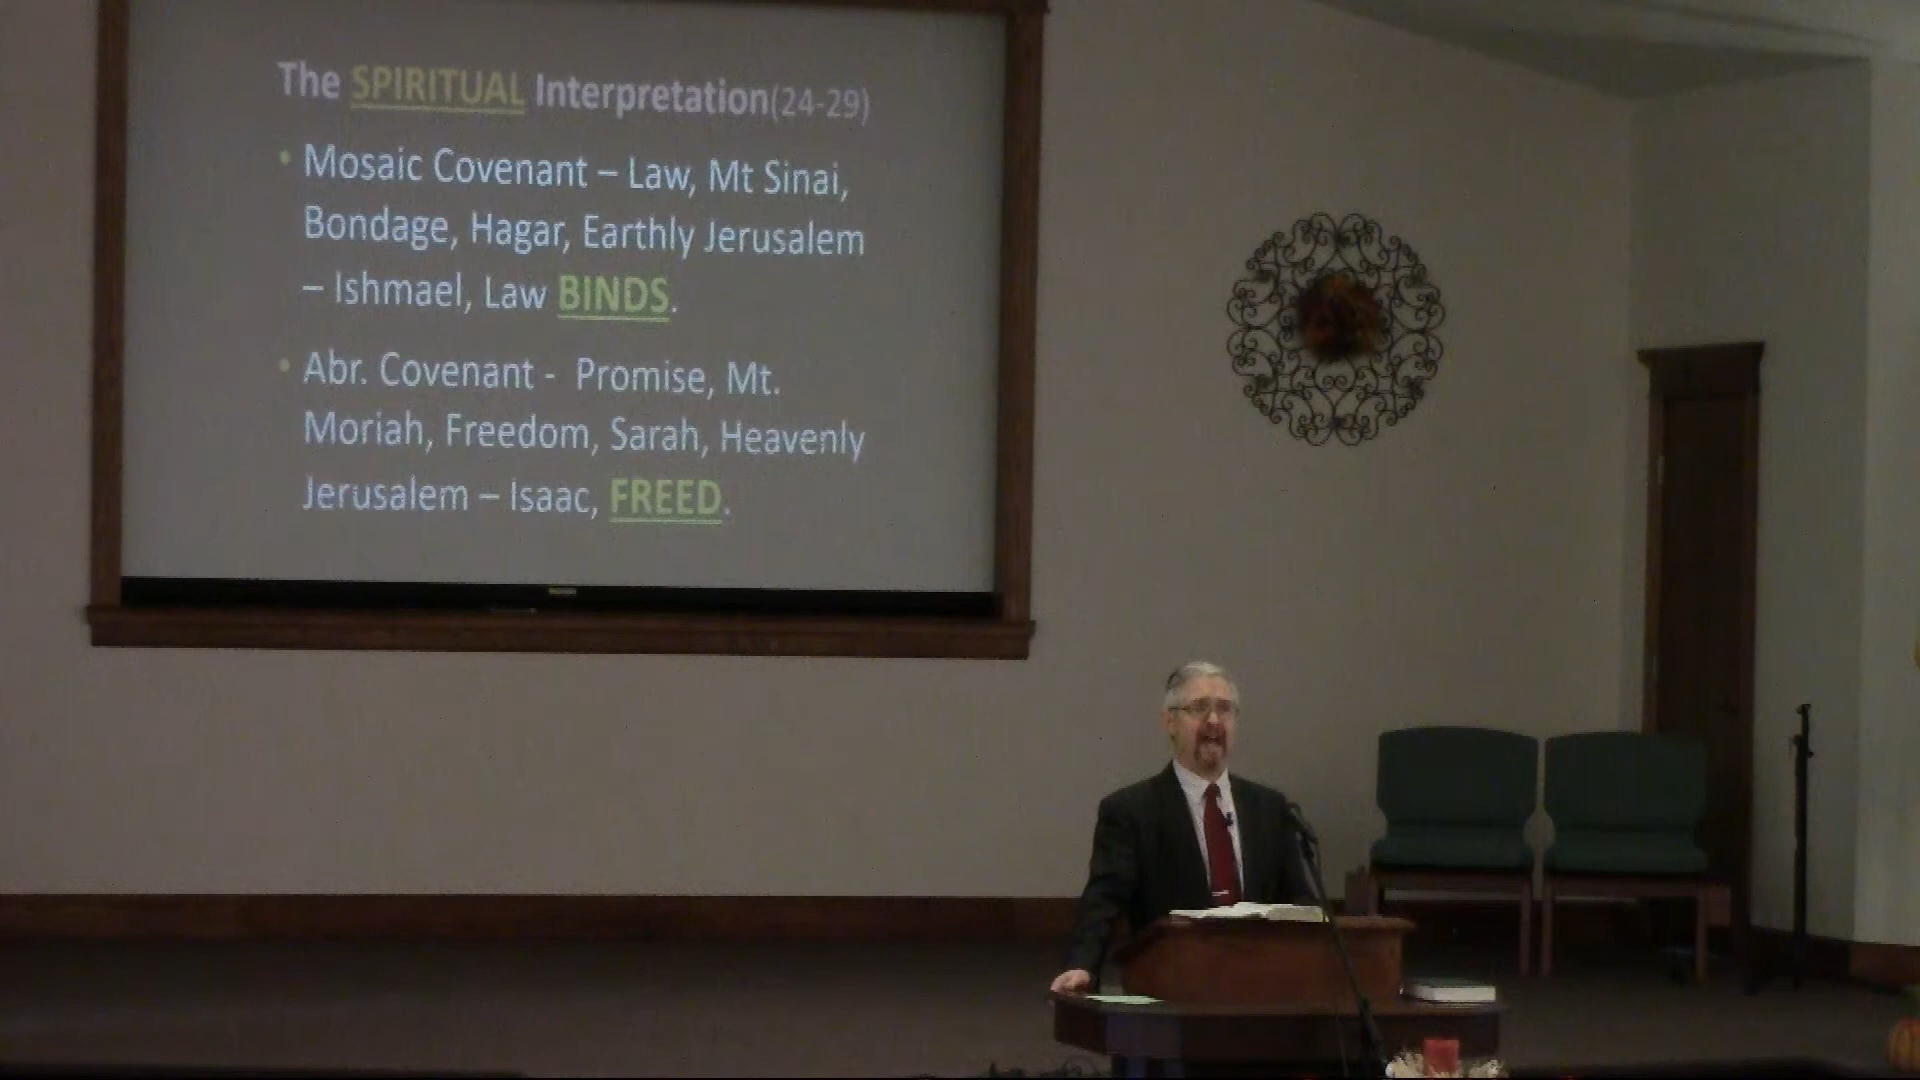 The SPIRITUAL Interpretation(24-29)
• Mosaic Covenant – Law, Mt Sinai,
Bondage, Hagar, Earthly Jerusalem
– Ishmael, Law BINDS.
• Abr. Covenant - Promise, Mt.
Moriah, Freedom, Sarah, Heavenly
Jerusalem – Isaac, FREED.